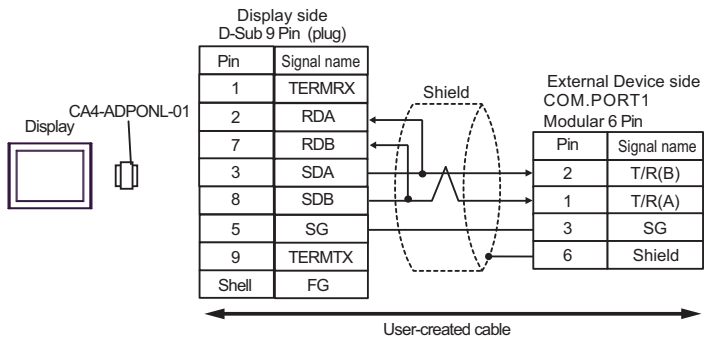 Display side
D-Sub 9 Pin (plug)
Pin Signal name
1 TERMRX
2 RDA
7 RDB
3 SDA
8 SDB
5 SG
9 TERMTX
Shell FG
CA4-ADPONL-01
Display
Shield
External Device side
COM.PORT1
Modular 6 Pin
Pin Signal name
2 T/R(B)
1 T/R(A)
3 SG
6 Shield
User-created cable